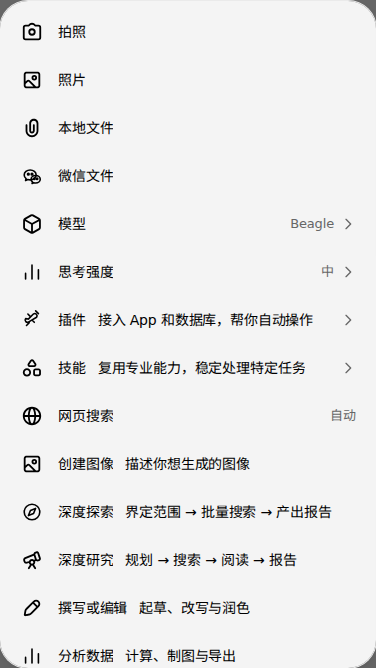 拍照
照片
本地文件
微信文件
模型 Beagle
思考强度 中
插件 接入 App 和数据库，帮你自动操作
技能 复用专业能力，稳定处理特定任务
网页搜索 自动
创建图像 描述你想生成的图像
深度探索 界定范围 → 批量搜索 → 产出报告
深度研究 规划 → 搜索 → 阅读 → 报告
撰写或编辑 起草、改写与润色
分析数据 计算、制图与导出